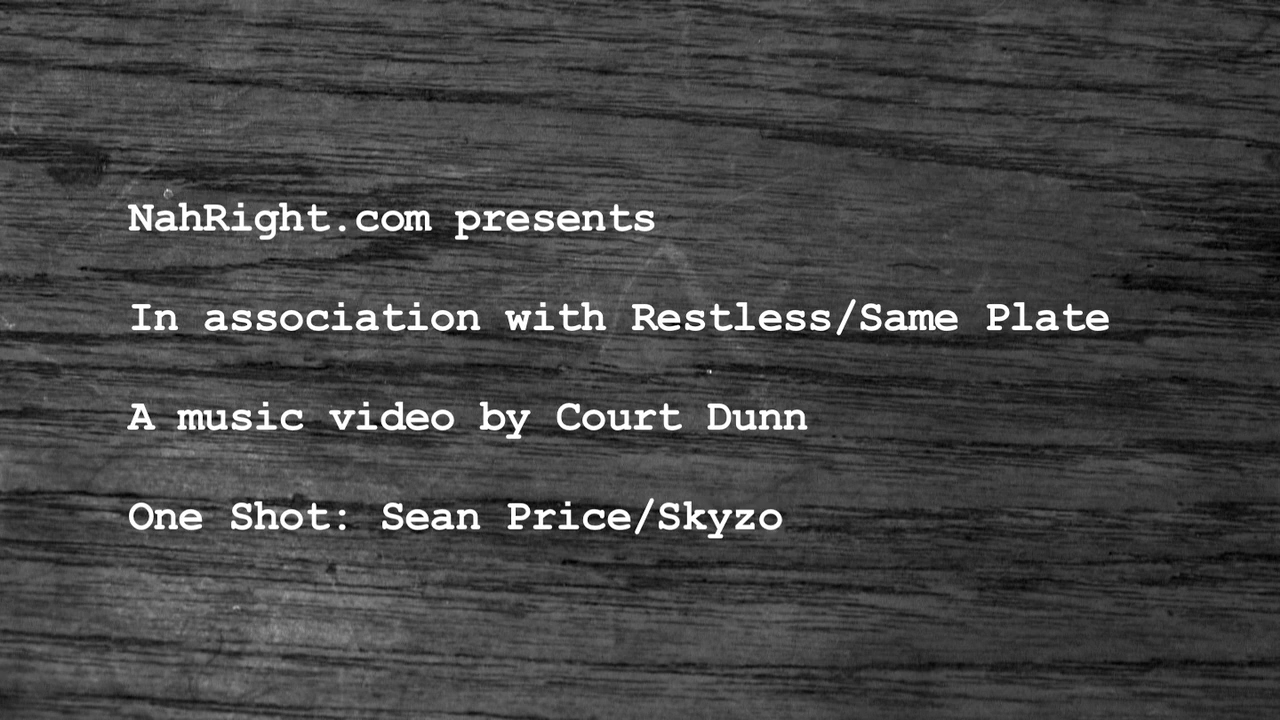 NahRight.com presents
In association with Restless/Same Plate
A music video by Court Dunn
One Shot: Sean Price/Skyzo